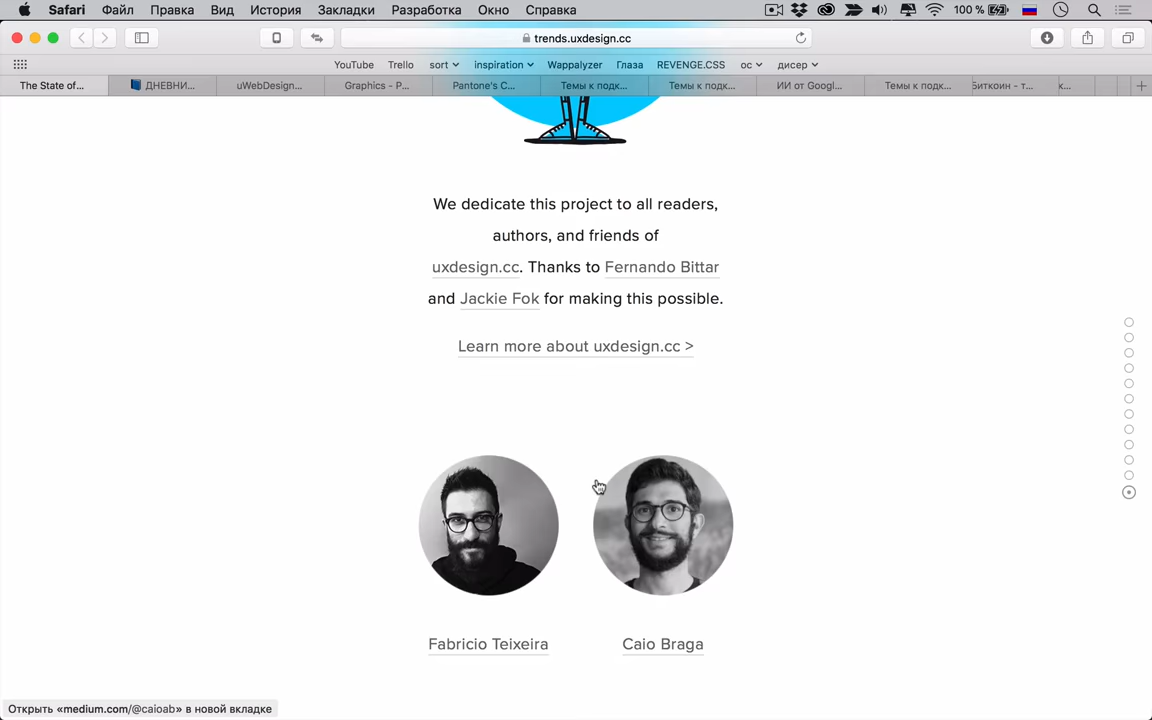 Safari Файл Правка Вид История Закладки Разработка Окно Справка 100 %
trends.uxdesign.cc
YouTube Trello sort inspiration Wappalyzer Глаза REVENGE.CSS ос дисер
The State of... ДНЕВНИ... uWebDesign... Graphics - P... Pantone's C... Темы к подк... Темы к подк... ИИ от Googl... Темы к подк... Биткоин - т... к...
We dedicate this project to all readers,
authors, and friends of
uxdesign.cc. Thanks to Fernando Bittar
and Jackie Fok for making this possible.
Learn more about uxdesign.cc >
Fabricio Teixeira Caio Braga
Открыть «medium.com/@caioab» в новой вкладке